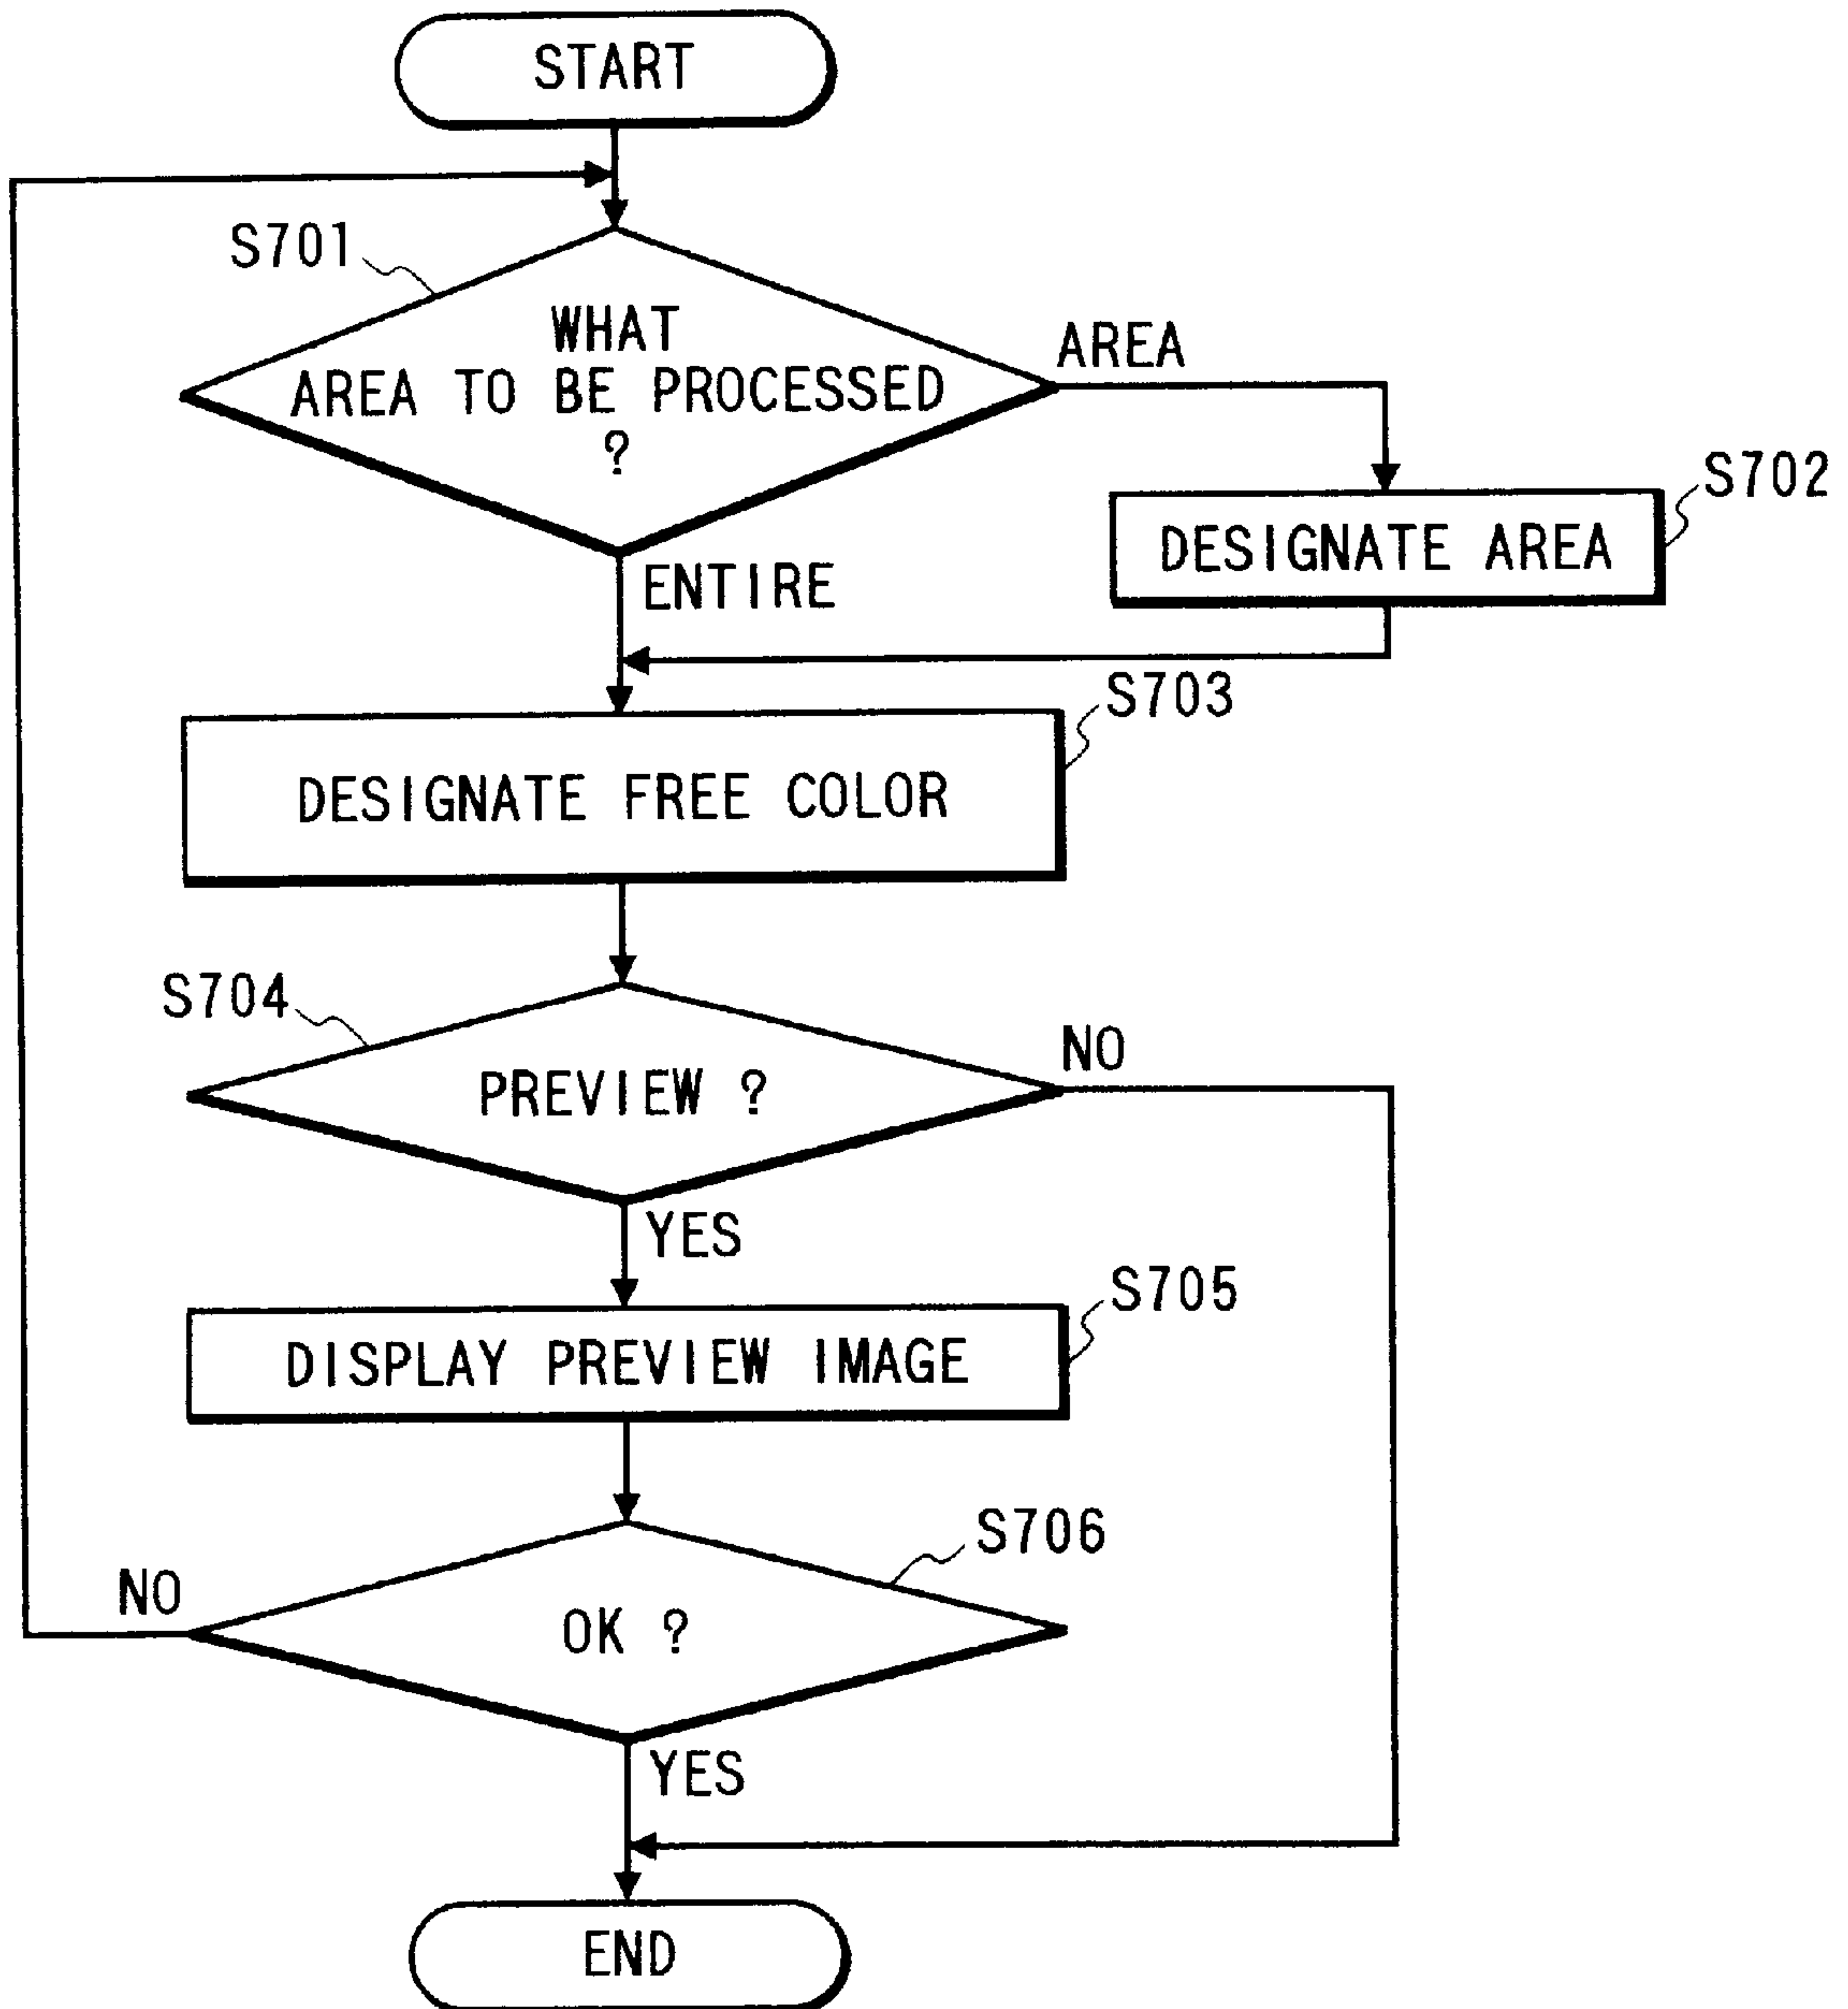 START
S701
WHAT
AREA TO BE PROCESSED
?
AREA
S702
DESIGNATE AREA
ENTIRE
S703
DESIGNATE FREE COLOR
S704
PREVIEW ?
NO
YES
S705
DISPLAY PREVIEW IMAGE
S706
NO
OK ?
YES
END